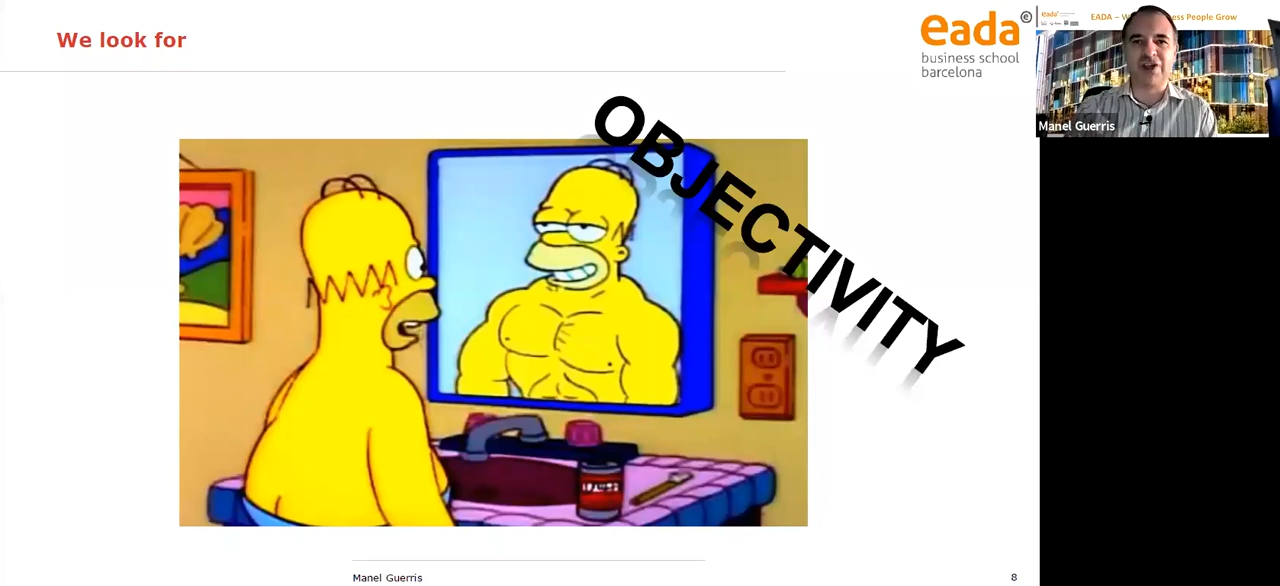 We look for
eada
business school
barcelona
OBJECTIVITY
Manel Guerris
8
EADA – W
ess People Grow
Manel Guerris